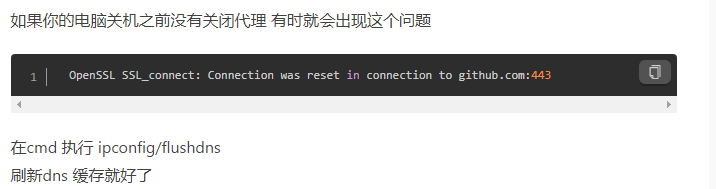 如果你的电脑关机之前没有关闭代理 有时就会出现这个问题
1 OpenSSL SSL_connect: Connection was reset in connection to github.com:443
在cmd 执行 ipconfig/flushdns
刷新dns 缓存就好了